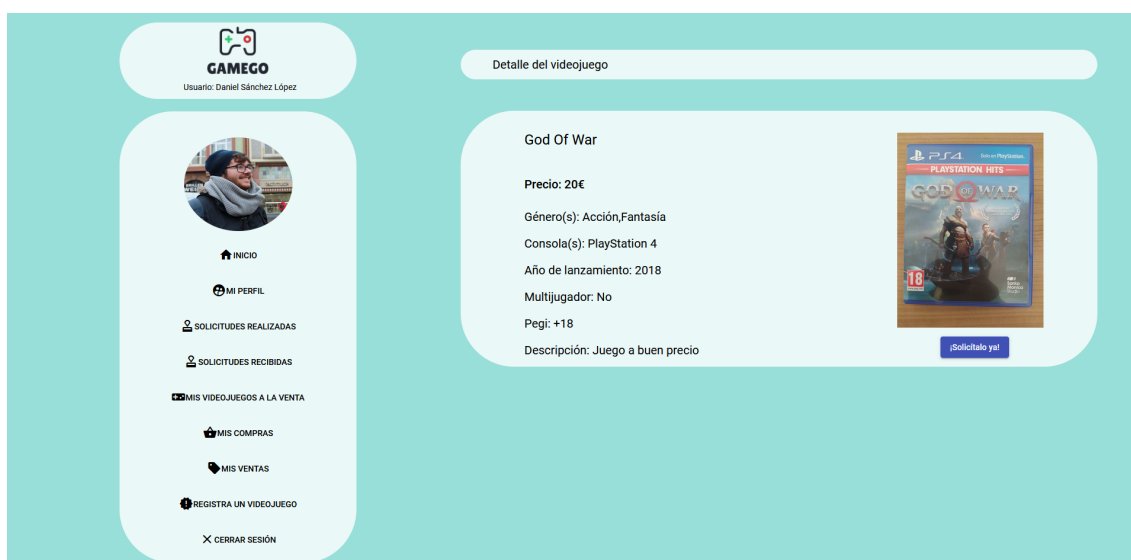 GAMEGO
Usuario: Daniel Sánchez López
INICIO
MI PERFIL
SOLICITUDES REALIZADAS
SOLICITUDES RECIBIDAS
MIS VIDEOJUEGOS A LA VENTA
MIS COMPRAS
MIS VENTAS
REGISTRA UN VIDEOJUEGO
CERRAR SESIÓN
Detalle del videojuego
God Of War
Precio: 20€
Género(s): Acción,Fantasía
Consola(s): PlayStation 4
Año de lanzamiento: 2018
Multijugador: No
Pegi: +18
Descripción: Juego a buen precio
PS4
PLAYSTATION HITS
GOD OF WAR
18
¡Solicítalo ya!